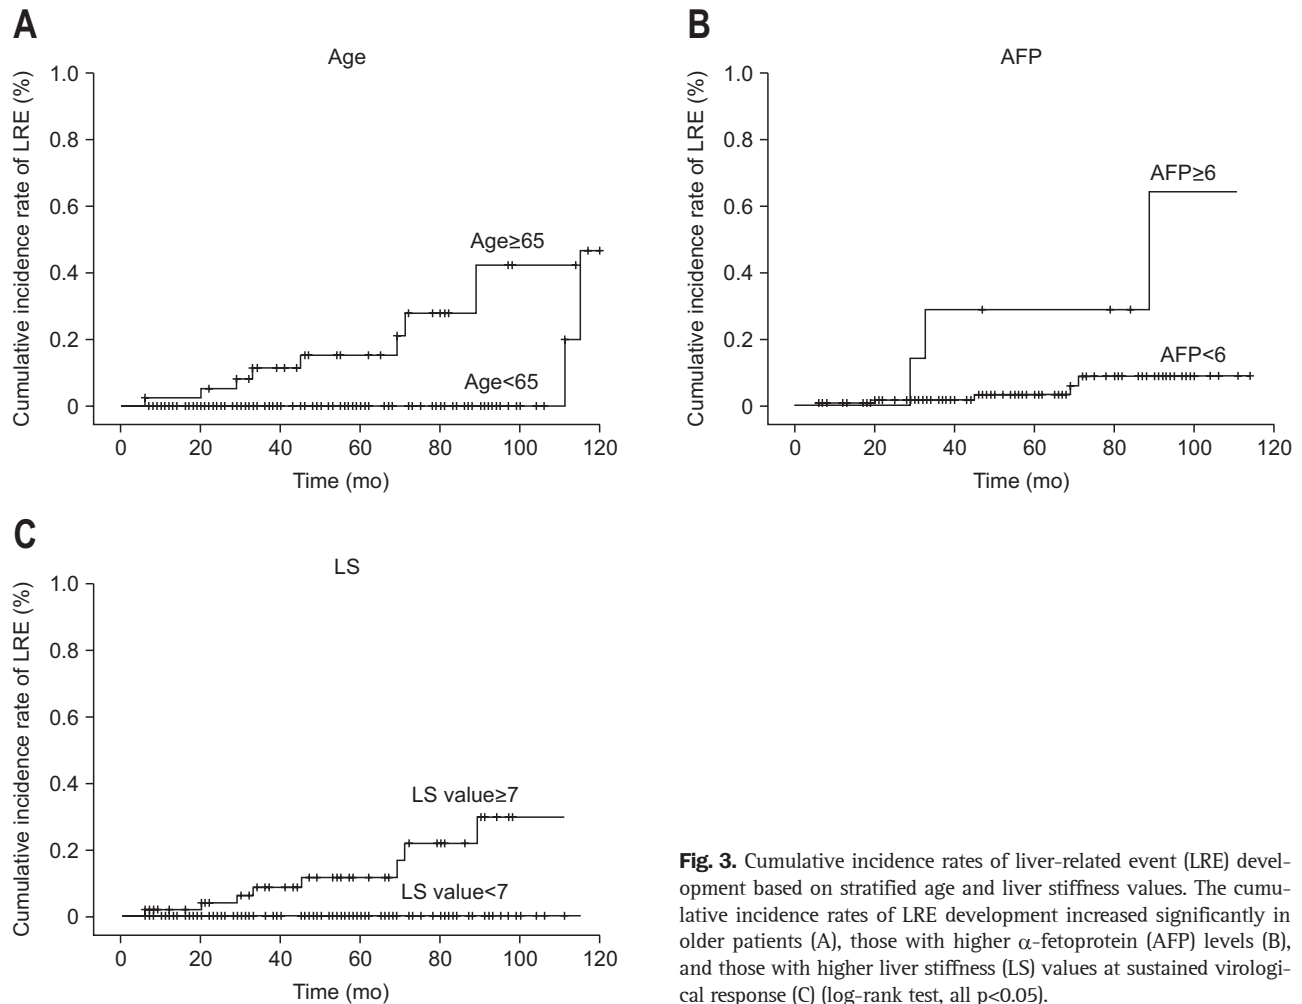 A
Age
Cumulative incidence rate of LRE (%)
1.0
0.8
0.6
0.4
0.2
0
Age≥65
Age<65
0 20 40 60 80 100 120
Time (mo)
B
AFP
Cumulative incidence rate of LRE (%)
1.0
0.8
0.6
0.4
0.2
0
AFP≥6
AFP<6
0 20 40 60 80 100 120
Time (mo)
C
LS
Cumulative incidence rate of LRE (%)
1.0
0.8
0.6
0.4
0.2
0
LS value≥7
LS value<7
0 20 40 60 80 100 120
Time (mo)
Fig. 3. Cumulative incidence rates of liver-related event (LRE) devel-
opment based on stratified age and liver stiffness values. The cumu-
lative incidence rates of LRE development increased significantly in
older patients (A), those with higher α-fetoprotein (AFP) levels (B),
and those with higher liver stiffness (LS) values at sustained virologi-
cal response (C) (log-rank test, all p<0.05).